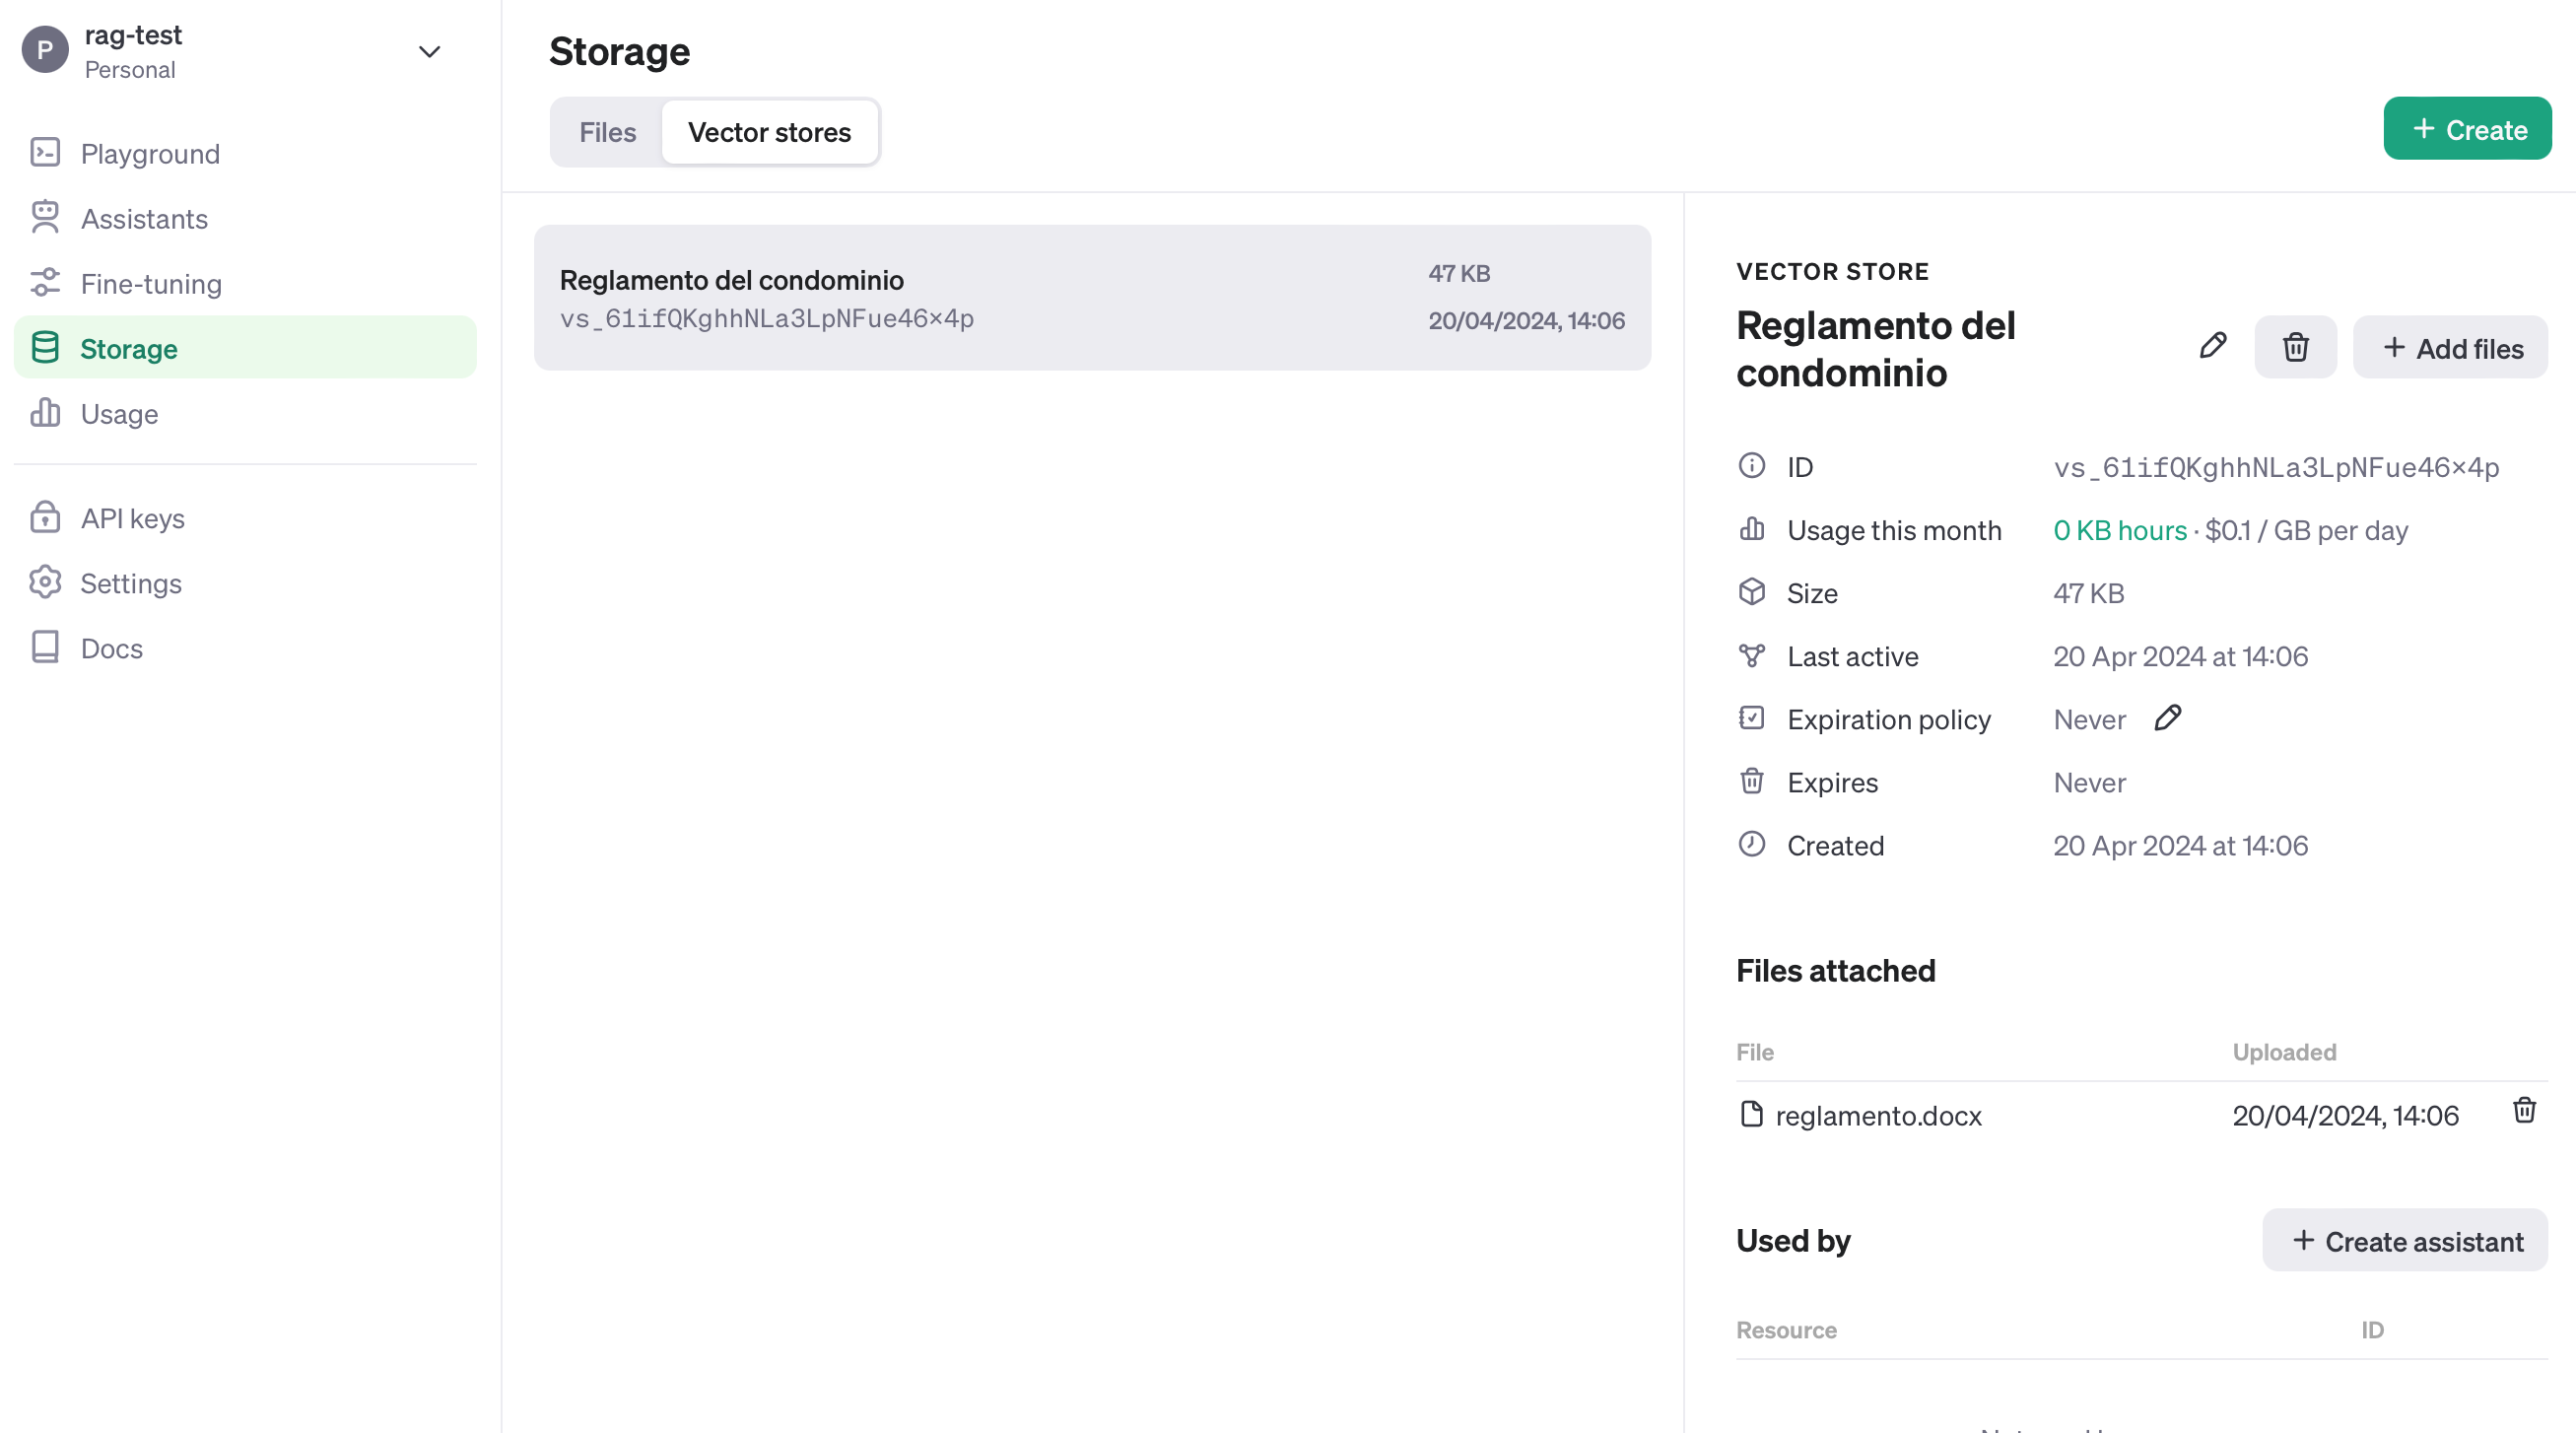 P
rag-test
Personal
Playground
Assistants
Fine-tuning
Storage
Usage
API keys
Settings
Docs
Storage
Files
Vector stores
+ Create
Reglamento del condominio
vs_61ifQKghhNLa3LpNFue46x4p
47 KB
20/04/2024, 14:06
VECTOR STORE
Reglamento del
condominio
+ Add files
ID vs_61ifQKghhNLa3LpNFue46x4p
Usage this month 0 KB hours · $0.1 / GB per day
Size 47 KB
Last active 20 Apr 2024 at 14:06
Expiration policy Never
Expires Never
Created 20 Apr 2024 at 14:06
Files attached
File Uploaded
reglamento.docx 20/04/2024, 14:06
Used by
+ Create assistant
Resource ID